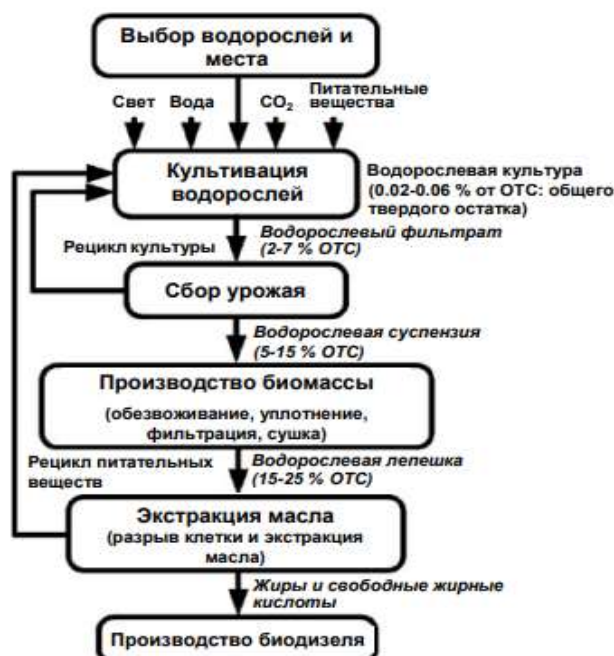 Выбор водорослей и
места
Свет
Вода
CO₂
Питательные
вещества
Культивация
водорослей
Водорослевая культура
(0.02-0.06 % от ОТС: общего
твердого остатка)
Рецикл культуры
Водорослевый фильтрат
(2-7 % ОТС)
Сбор урожая
Водорослевая суспензия
(5-15 % ОТС)
Производство биомассы
(обезвоживание, уплотнение,
фильтрация, сушка)
Рецикл питательных
веществ
Водорослевая лепешка
(15-25 % ОТС)
Экстракция масла
(разрыв клетки и экстракция
масла)
Жиры и свободные жирные
кислоты
Производство биодизеля